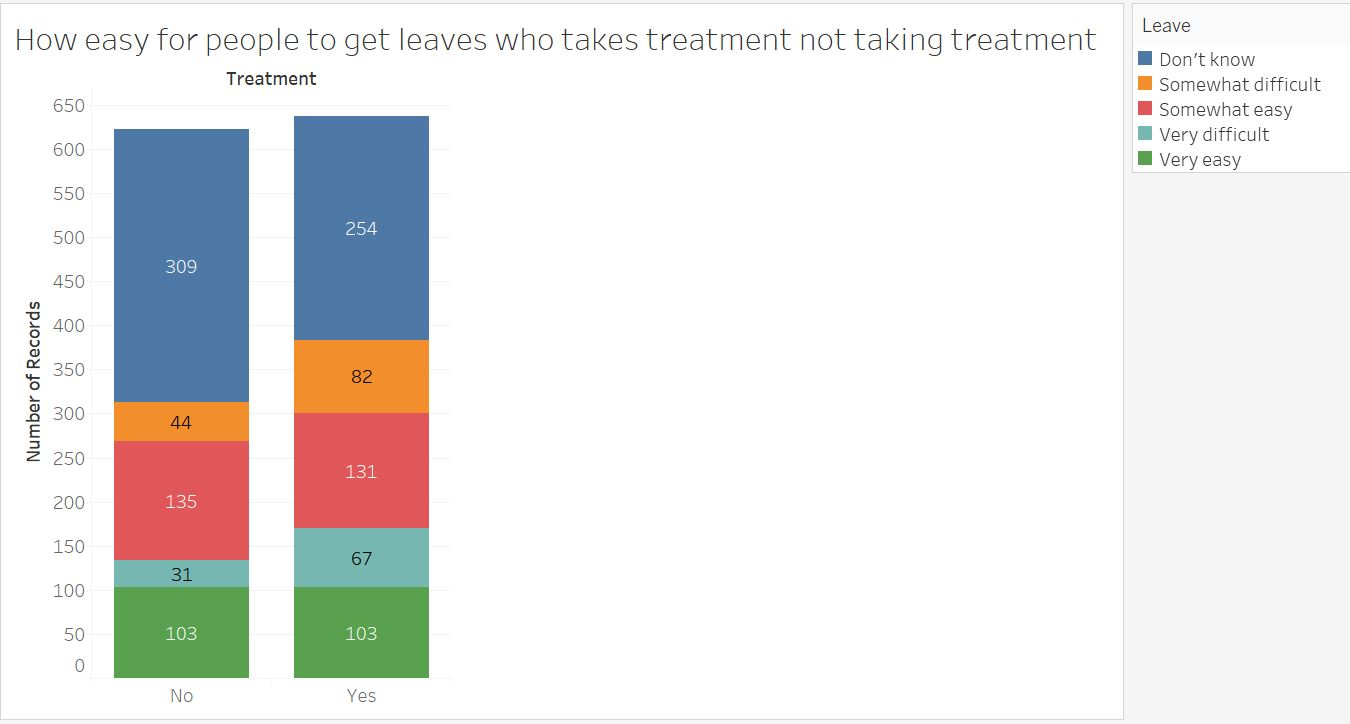 How easy for people to get leaves who takes treatment not taking treatment
Treatment
Number of Records
650
600
550
500
450
400
350
300
250
200
150
100
50
0
309
44
135
31
103
254
82
131
67
103
No
Yes
Leave
Don't know
Somewhat difficult
Somewhat easy
Very difficult
Very easy